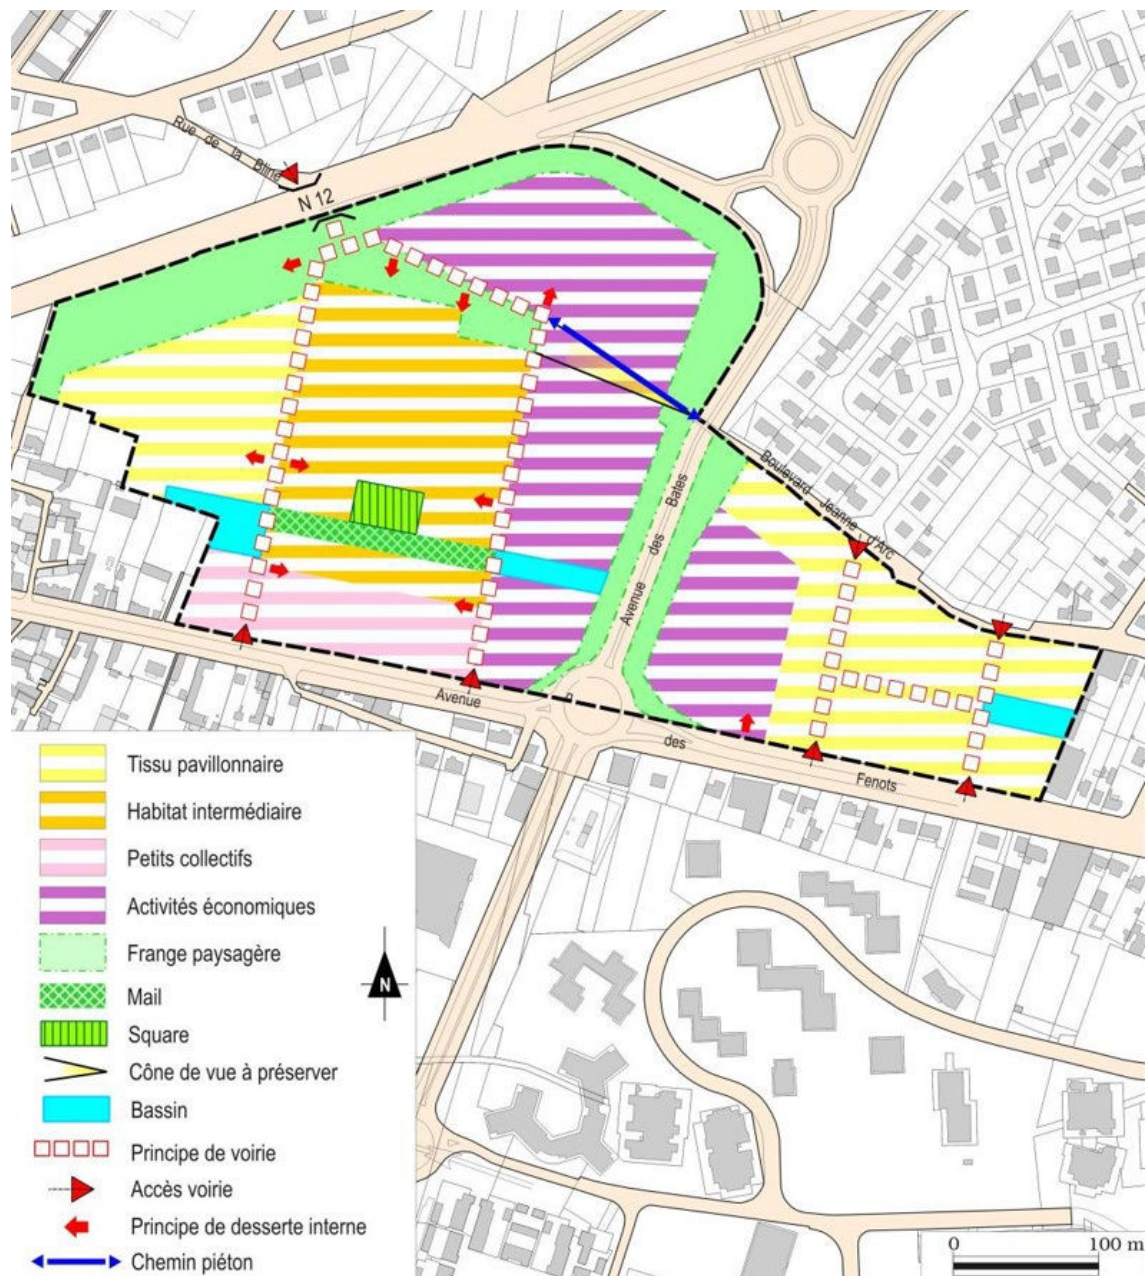 Rue de la Bline
N 12
Boulevard Jeanne d'Arc
Avenue des Bates
Avenue
des
Fenots
Tissu pavillonnaire
Habitat intermédiaire
Petits collectifs
Activités économiques
Frange paysagère
Mail
Square
Cône de vue à préserver
Bassin
Principe de voirie
Accès voirie
Principe de desserte interne
Chemin piéton
N
0 100 m